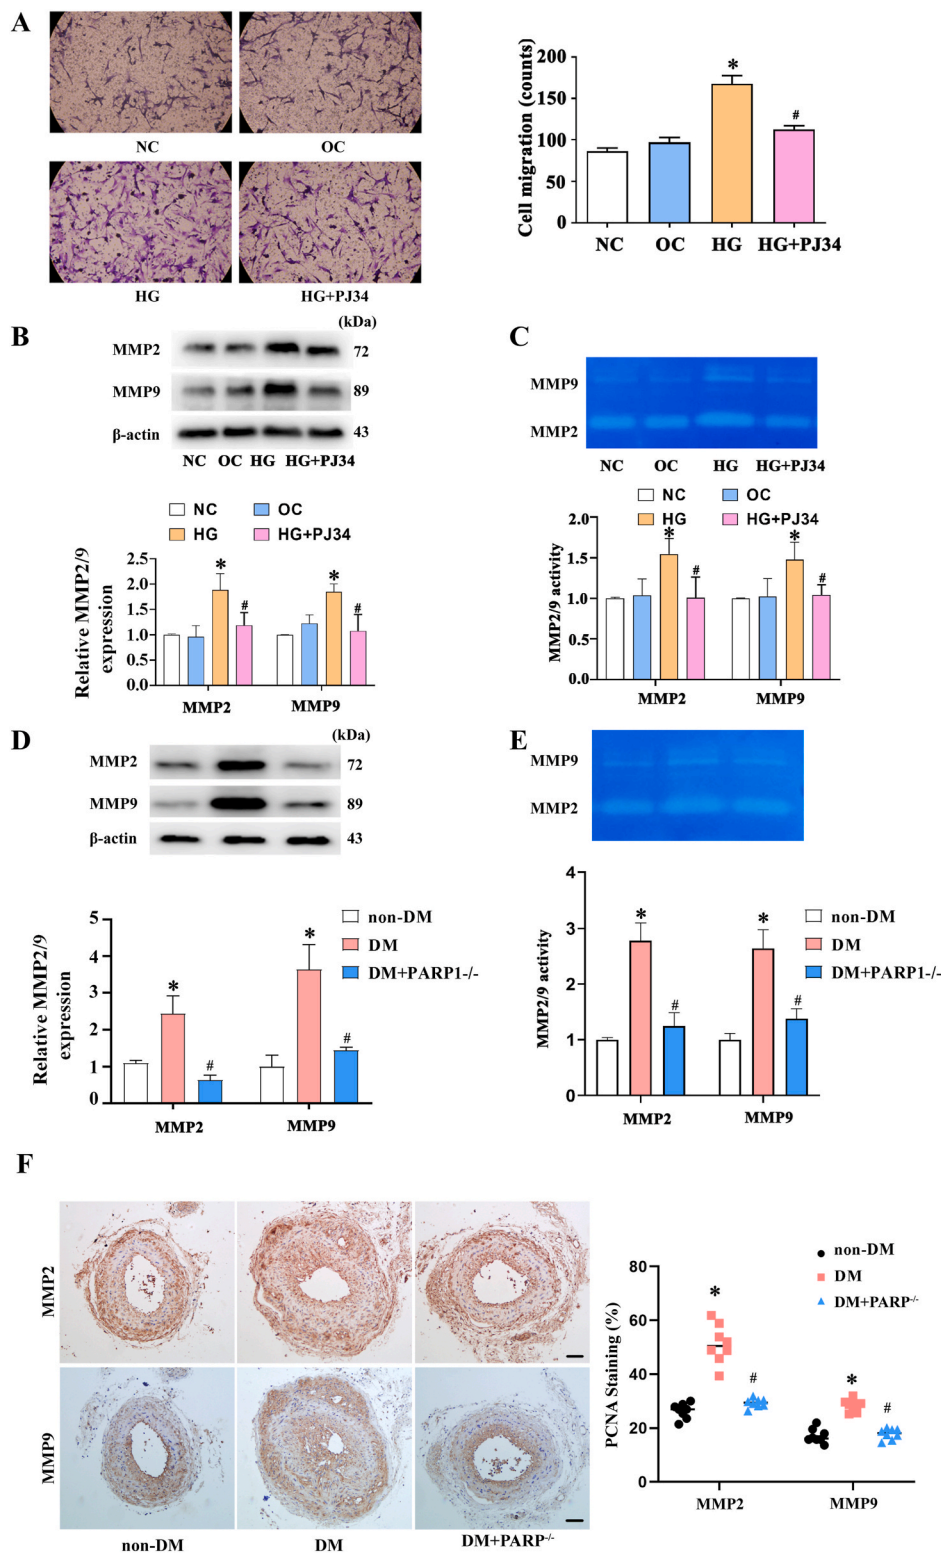 A
NC
OC
HG
HG+PJ34
Cell migration (counts)
200
150
100
50
0
*
#
NC OC HG HG+PJ34
B
(kDa)
MMP2 72
MMP9 89
β-actin 43
NC OC HG HG+PJ34
NC OC
HG HG+PJ34
Relative MMP2/9
expression
2.5
2.0
1.5
1.0
0.5
0.0
* # * #
MMP2 MMP9
C
MMP9
MMP2
NC OC HG HG+PJ34
NC OC
HG HG+PJ34
MMP2/9 activity
2.0
1.5
1.0
0.5
0.0
* # * #
MMP2 MMP9
D
(kDa)
MMP2 72
MMP9 89
β-actin 43
non-DM
DM
DM+PARP1-/-
Relative MMP2/9
expression
5
4
3
2
1
1
0
* # * #
MMP2 MMP9
E
MMP9
MMP2
non-DM
DM
DM+PARP1-/-
MMP2/9 activity
4
3
2
1
0
* # * #
MMP2 MMP9
F
MMP2
MMP9
non-DM DM DM+PARP-/-
non-DM
DM
DM+PARP-/-
PCNA Staining (%)
80
60
40
20
0
* # * #
MMP2 MMP9